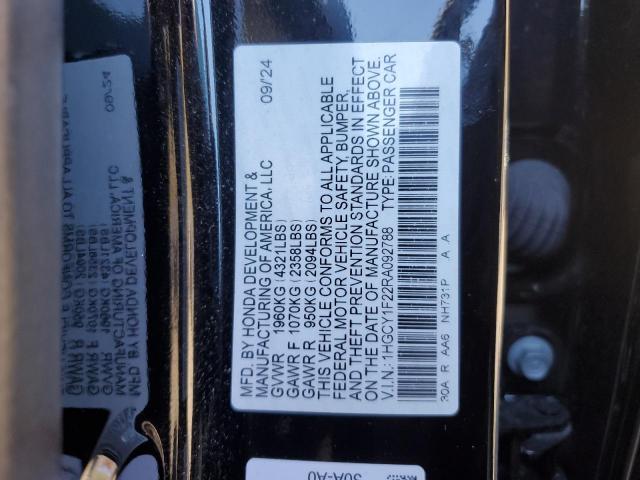 MFD. BY HONDA DEVELOPMENT &
MANUFACTURING OF AMERICA, LLC 09/24
GVWR 1960KG (4321LBS)
GAWR F 1070KG (2358LBS)
GAWR R 950KG (2094LBS)
THIS VEHICLE CONFORMS TO ALL APPLICABLE
FEDERAL MOTOR VEHICLE SAFETY, BUMPER,
AND THEFT PREVENTION STANDARDS IN EFFECT
ON THE DATE OF MANUFACTURE SHOWN ABOVE.
V.I.N.: 1HGCY1F22RA092788 TYPE: PASSENGER CAR
30A R AA6 NH731P A A
30A-A0